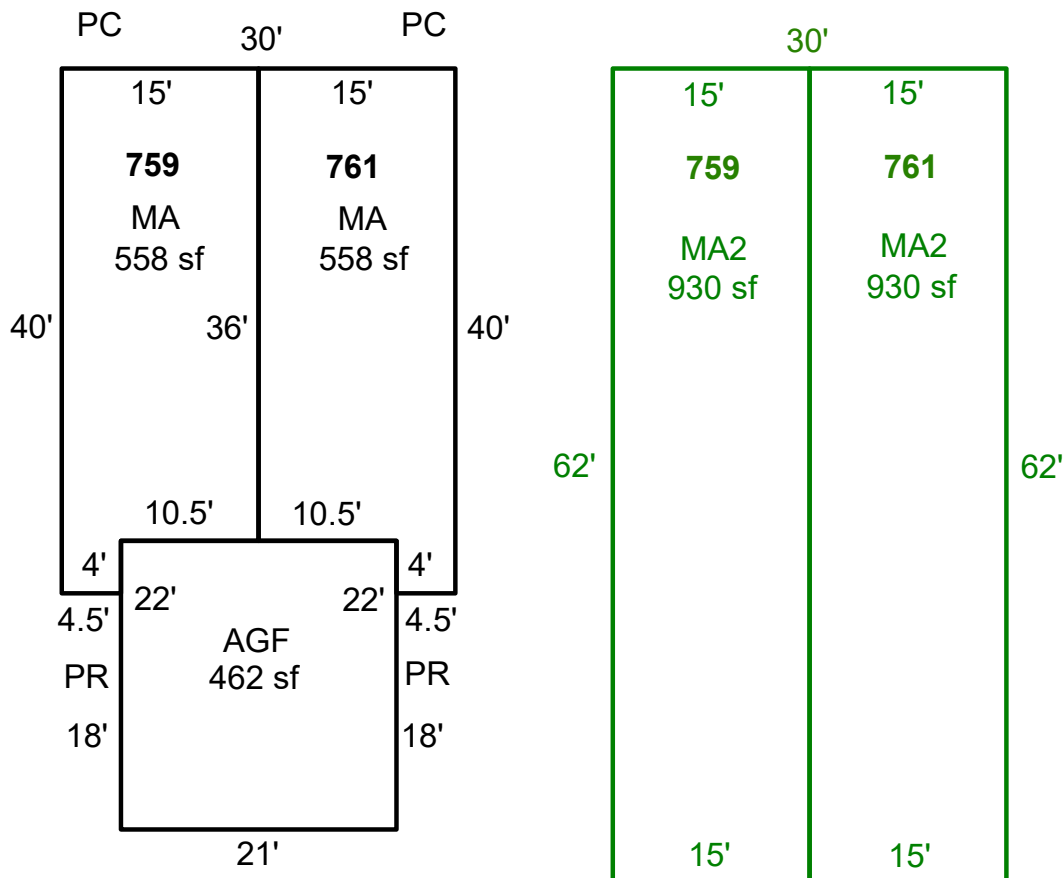 PC
30'
PC
15'
15'
759
761
MA
558 sf
MA
558 sf
40'
36'
40'
10.5'
10.5'
4'
4'
22'
22'
4.5'
4.5'
AGF
462 sf
PR
PR
18'
18'
21'
30'
15'
15'
759
761
MA2
930 sf
MA2
930 sf
62'
62'
15'
15'